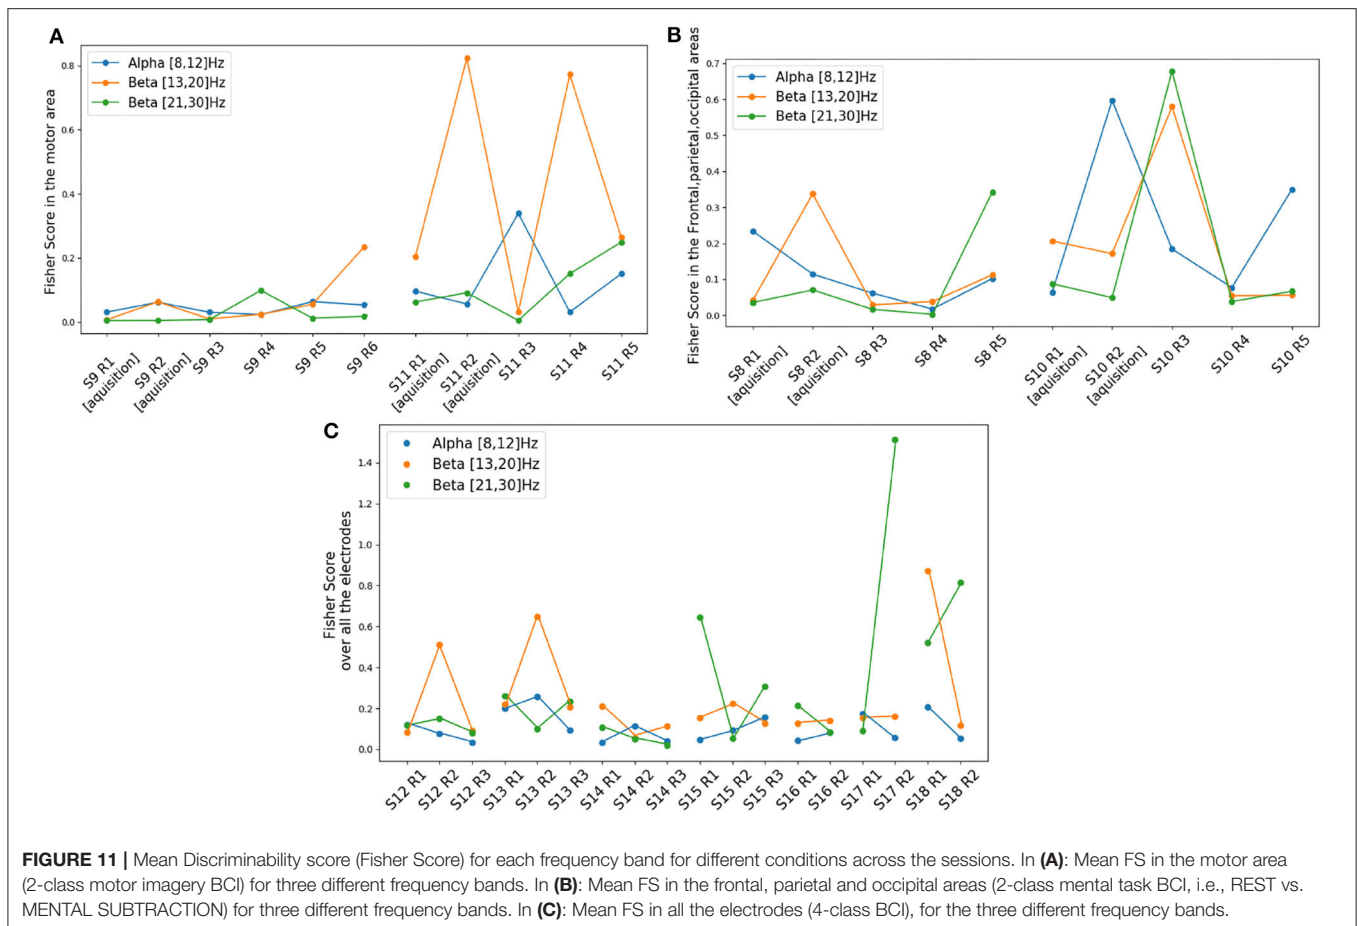 A
Fisher Score in the motor area
Alpha [8,12]Hz
Beta [13,20]Hz
Beta [21,30]Hz
0.8
0.6
0.4
0.2
0.0
S9 R1
[aquisition]
S9 R2
[aquisition]
S9 R3
S9 R4
S9 R5
S9 R6
S11 R1
[aquisition]
S11 R2
[aquisition]
S11 R3
S11 R4
S11 R5
B
Fisher Score in the Frontal,parietal,ocipital areas
Alpha [8,12]Hz
Beta [13,20]Hz
Beta [21,30]Hz
0.7
0.6
0.5
0.4
0.3
0.2
0.1
0.0
S8 R1
[aquisition]
S8 R2
[aquisition]
S8 R3
S8 R4
S8 R5
S10 R1
[aquisition]
S10 R2
[aquisition]
S10 R3
S10 R4
S10 R5
C
Fisher Score
over all the electrodes
Alpha [8,12]Hz
Beta [13,20]Hz
Beta [21,30]Hz
1.4
1.2
1.0
0.8
0.6
0.4
0.2
0.0
S12 R1
S12 R2
S12 R3
S13 R1
S13 R2
S13 R3
S14 R1
S14 R2
S14 R3
S15 R1
S15 R2
S15 R3
S16 R1
S16 R2
S17 R1
S17 R2
S18 R1
S18 R2
FIGURE 11 | Mean Discriminability score (Fisher Score) for each frequency band for different conditions across the sessions. In (A): Mean FS in the motor area
(2-class motor imagery BCI) for three different frequency bands. In (B): Mean FS in the frontal, parietal and occipital areas (2-class mental task BCI, i.e., REST vs.
MENTAL SUBTRACTION) for three different frequency bands. In (C): Mean FS in all the electrodes (4-class BCI), for the three different frequency bands.